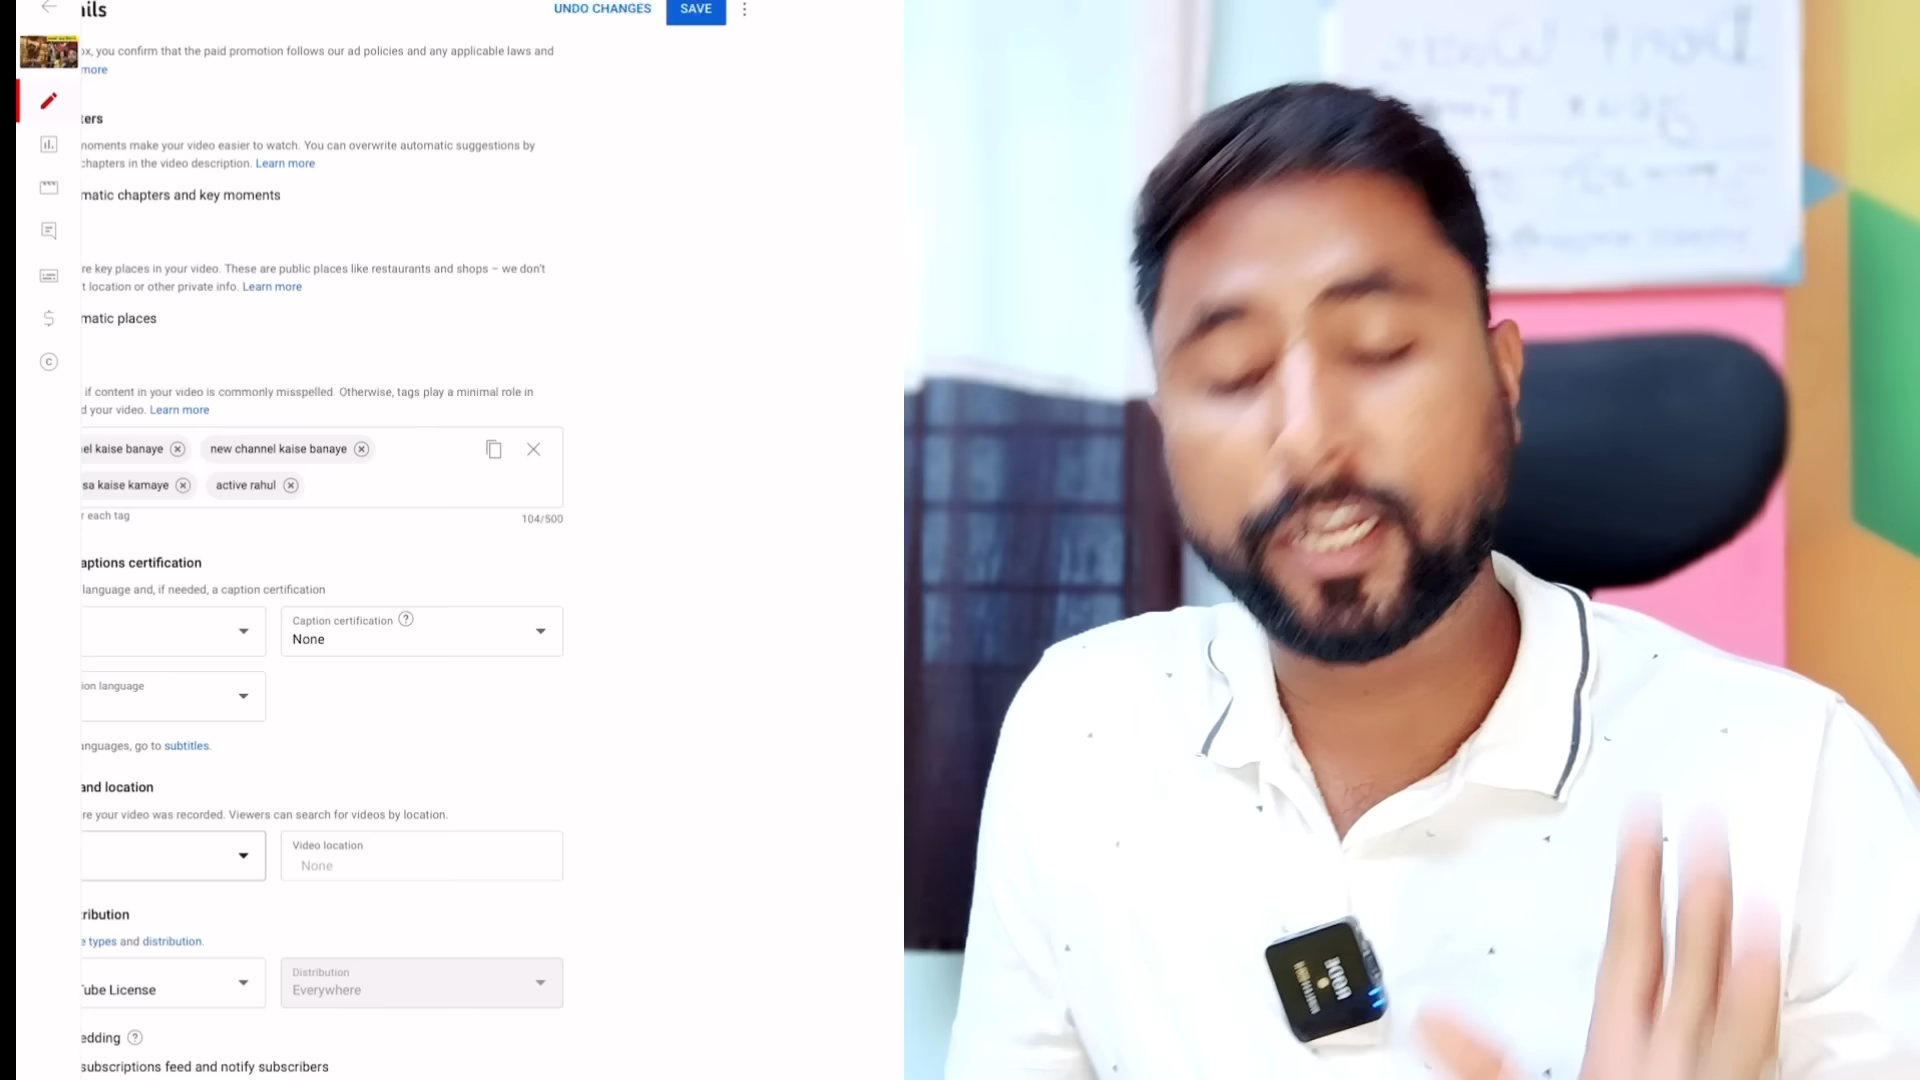 ils
UNDO CHANGES
SAVE
ox, you confirm that the paid promotion follows our ad policies and any applicable laws and
more
ters
moments make your video easier to watch. You can overwrite automatic suggestions by
chapters in the video description. Learn more
matic chapters and key moments
re key places in your video. These are public places like restaurants and shops – we don't
t location or other private info. Learn more
matic places
if content in your video is commonly misspelled. Otherwise, tags play a minimal role in
d your video. Learn more
el kaise banaye
new channel kaise banaye
sa kaise kamaye
active rahul
r each tag
104/500
aptions certification
language and, if needed, a caption certification
Caption certification
None
ion language
anguages, go to subtitles.
and location
re your video was recorded. Viewers can search for videos by location.
Video location
None
ribution
e types and distribution.
Tube License
Distribution
Everywhere
edding
subscriptions feed and notify subscribers
Dont Waste
your Time